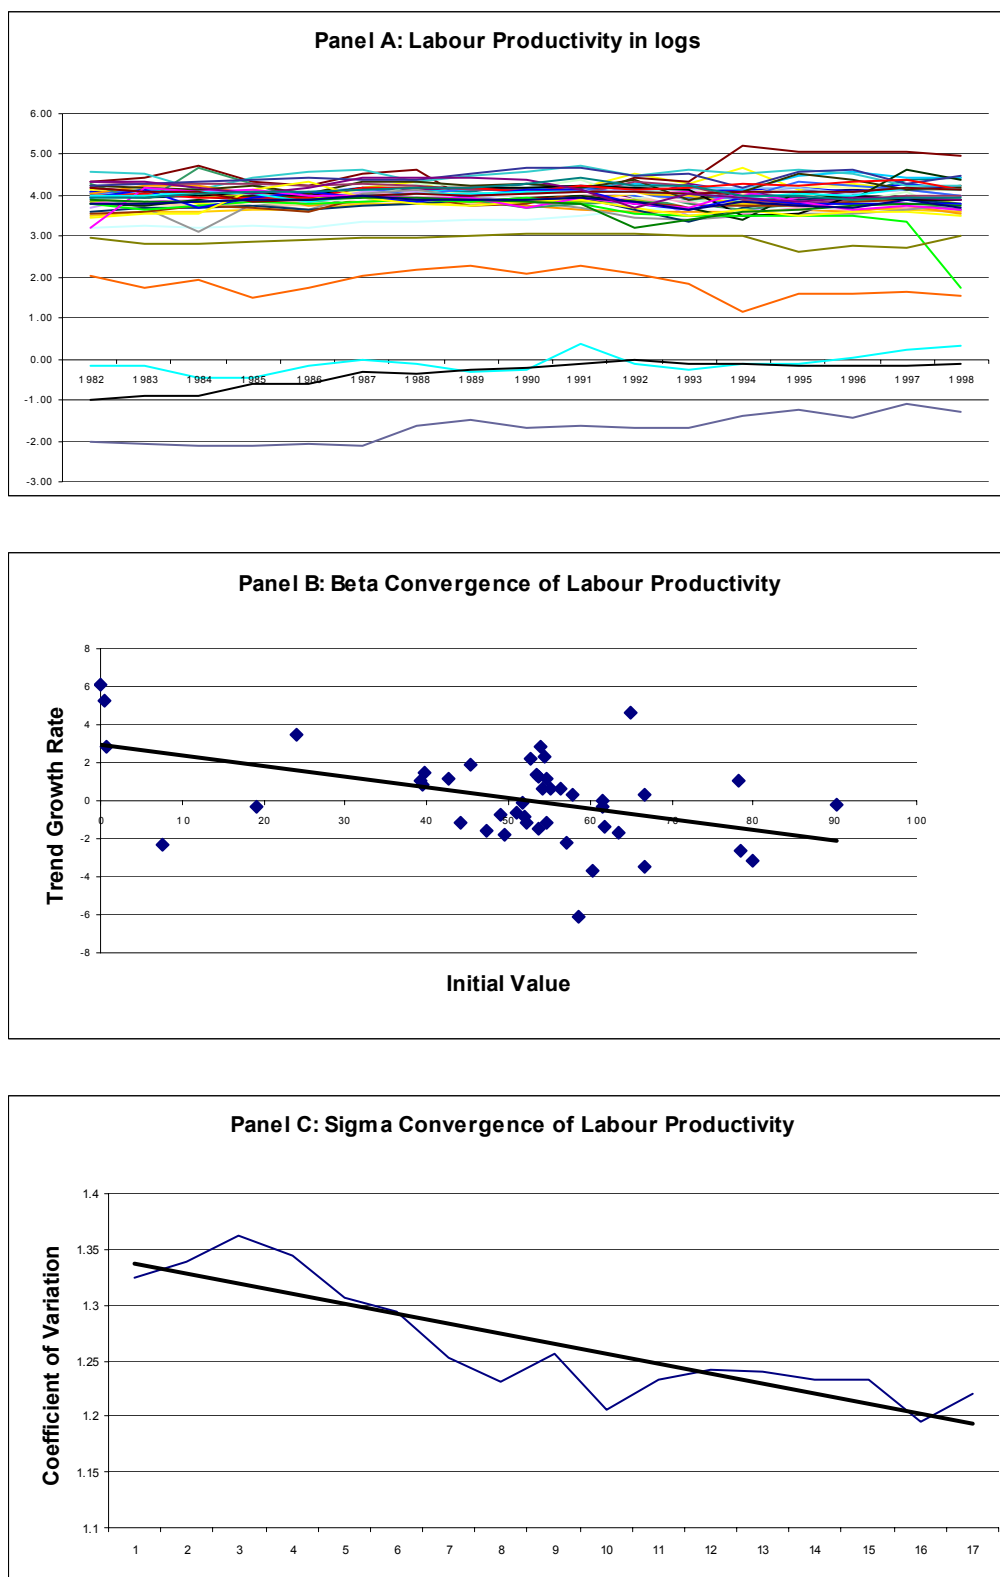 Panel A: Labour Productivity in logs
6.00
5.00
4.00
3.00
2.00
1.00
0.00
1982 1983 1984 1985 1986 1987 1988 1989 1990 1991 1992 1993 1994 1995 1996 1997 1998
-1.00
-2.00
-3.00
Panel B: Beta Convergence of Labour Productivity
Trend Growth Rate
8
6
4
2
0
0 10 20 30 40 50 60 70 80 90 100
-2
-4
-6
-8
Initial Value
Panel C: Sigma Convergence of Labour Productivity
Coefficient of Variation
1.4
1.35
1.3
1.25
1.2
1.15
1.1
1 2 3 4 5 6 7 8 9 10 11 12 13 14 15 16 17